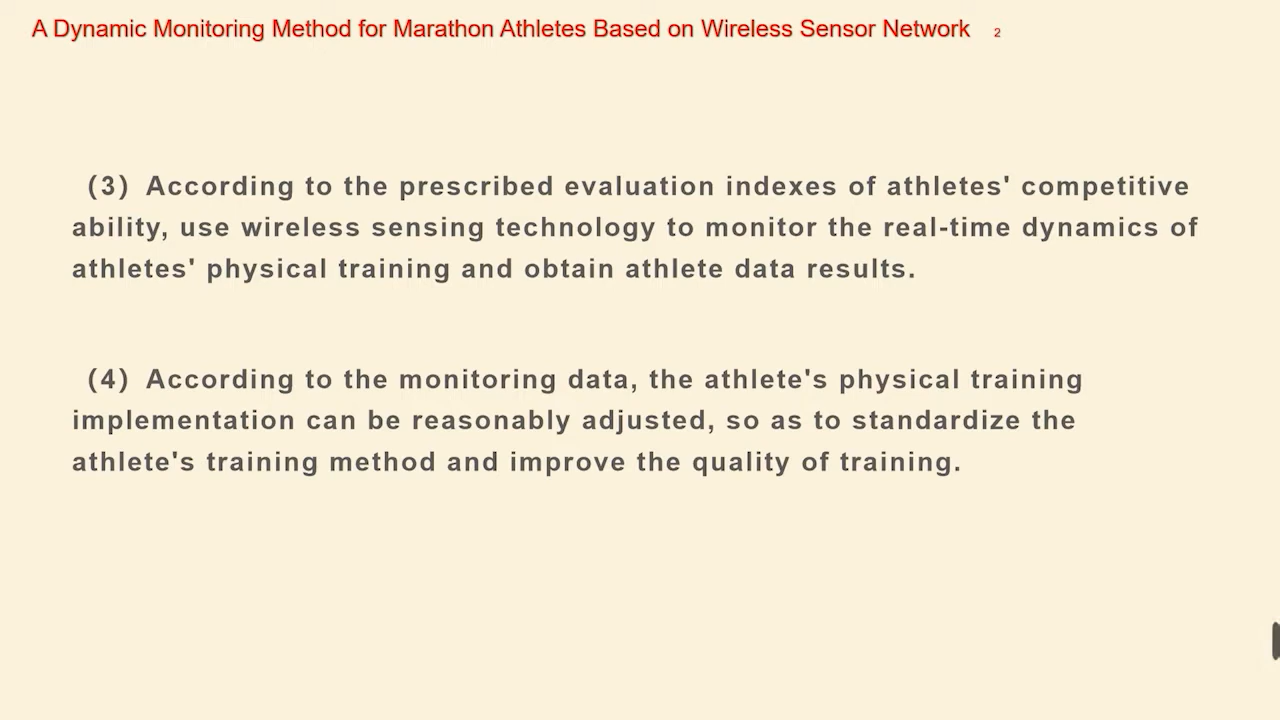 A Dynamic Monitoring Method for Marathon Athletes Based on Wireless Sensor Network 2
(3) According to the prescribed evaluation indexes of athletes' competitive
ability, use wireless sensing technology to monitor the real-time dynamics of
athletes' physical training and obtain athlete data results.
(4) According to the monitoring data, the athlete's physical training
implementation can be reasonably adjusted, so as to standardize the
athlete's training method and improve the quality of training.